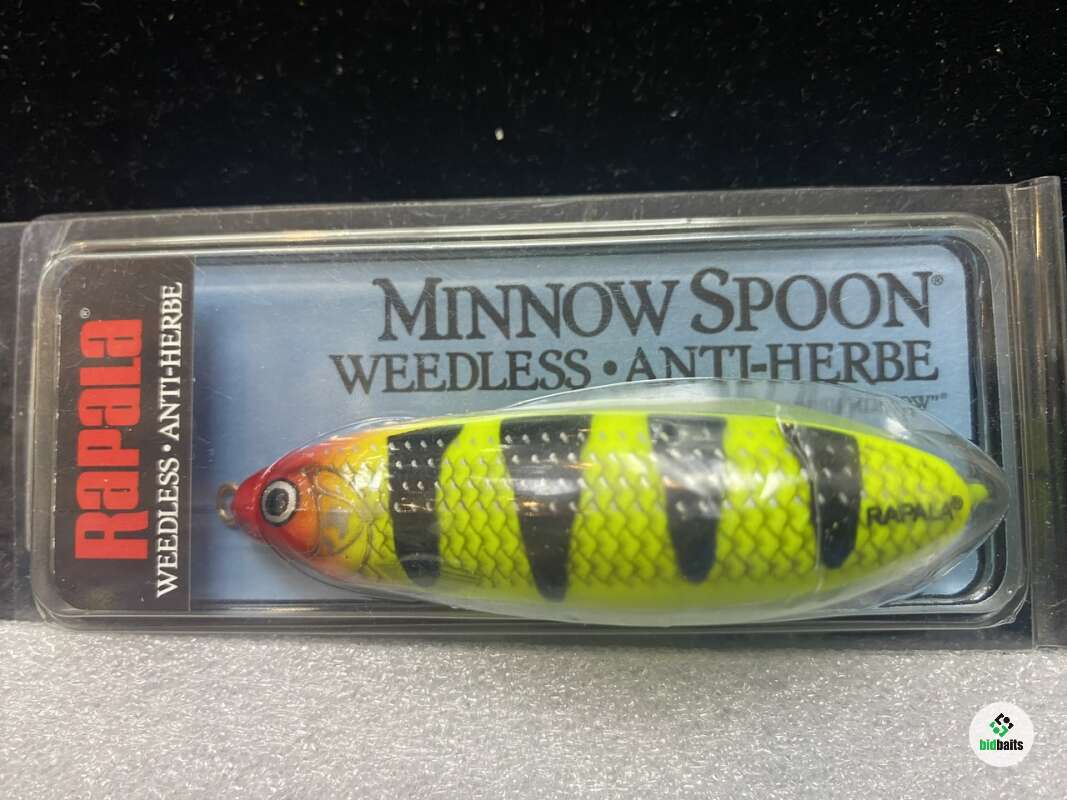 RAPALA®
WEEDLESS • ANTI-HERBE
MINNOW SPOON®
WEEDLESS • ANTI-HERBE
RAPALA®
bidbaits